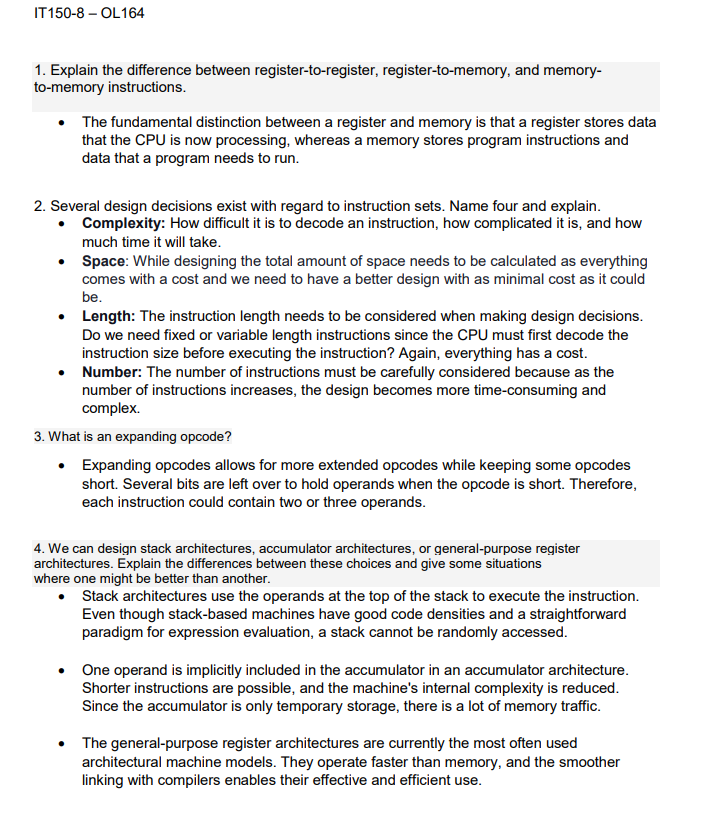 IT150-8 – OL164
1. Explain the difference between register-to-register, register-to-memory, and memory-
to-memory instructions.
• The fundamental distinction between a register and memory is that a register stores data
that the CPU is now processing, whereas a memory stores program instructions and
data that a program needs to run.
2. Several design decisions exist with regard to instruction sets. Name four and explain.
• Complexity: How difficult it is to decode an instruction, how complicated it is, and how
much time it will take.
• Space: While designing the total amount of space needs to be calculated as everything
comes with a cost and we need to have a better design with as minimal cost as it could
be.
• Length: The instruction length needs to be considered when making design decisions.
Do we need fixed or variable length instructions since the CPU must first decode the
instruction size before executing the instruction? Again, everything has a cost.
• Number: The number of instructions must be carefully considered because as the
number of instructions increases, the design becomes more time-consuming and
complex.
3. What is an expanding opcode?
• Expanding opcodes allows for more extended opcodes while keeping some opcodes
short. Several bits are left over to hold operands when the opcode is short. Therefore,
each instruction could contain two or three operands.
4. We can design stack architectures, accumulator architectures, or general-purpose register
architectures. Explain the differences between these choices and give some situations
where one might be better than another.
• Stack architectures use the operands at the top of the stack to execute the instruction.
Even though stack-based machines have good code densities and a straightforward
paradigm for expression evaluation, a stack cannot be randomly accessed.
• One operand is implicitly included in the accumulator in an accumulator architecture.
Shorter instructions are possible, and the machine's internal complexity is reduced.
Since the accumulator is only temporary storage, there is a lot of memory traffic.
• The general-purpose register architectures are currently the most often used
architectural machine models. They operate faster than memory, and the smoother
linking with compilers enables their effective and efficient use.